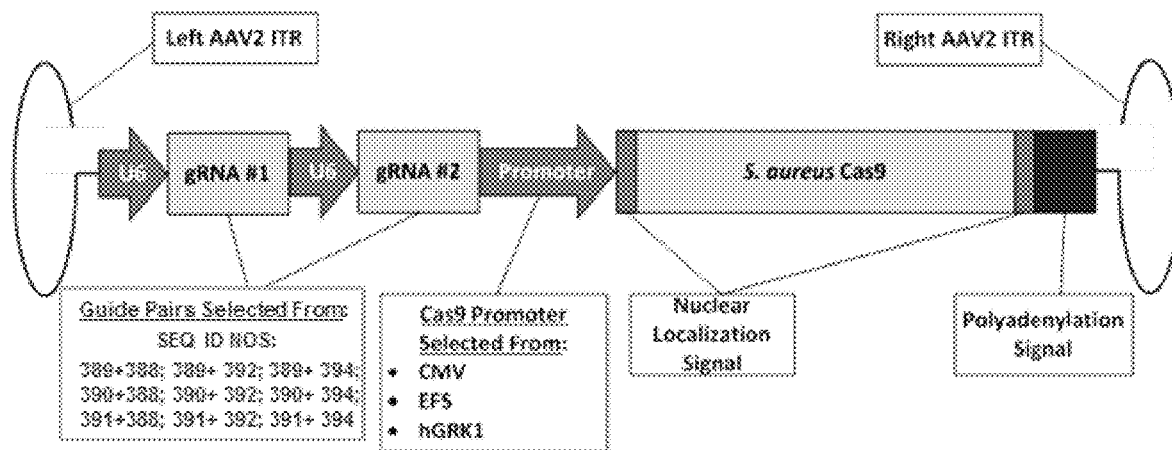 Left AAV2 ITR
Right AAV2 ITR
U6
gRNA #1
U6
gRNA #2
Promoter
S. aureus Cas9
Guide Pairs Selected From:
SEQ ID NOS:
389+388; 389+ 392; 389+ 394;
390+388; 390+ 392; 390+ 394;
391+388; 391+ 392; 391+ 394
Cas9 Promoter
Selected From:
CMV
EFS
hGRK1
Nuclear
Localization
Signal
Polyadenylation
Signal